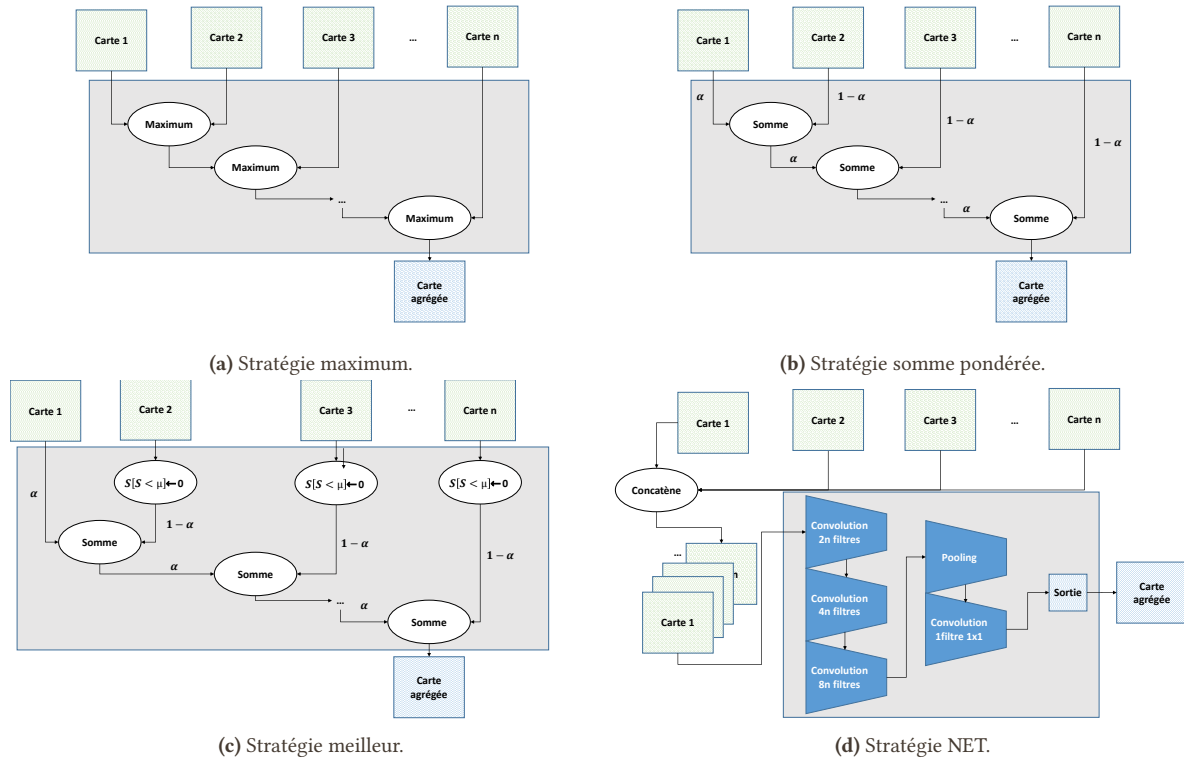 Carte 1
Carte 2
Carte 3
...
Carte n
Maximum
Maximum
...
Maximum
Carte
agrégée
(a) Stratégie maximum.
Carte 1
Carte 2
Carte 3
...
Carte n
α
1 − α
1 − α
1 − α
Somme
α
Somme
...
α
Somme
Carte
agrégée
(b) Stratégie somme pondérée.
Carte 1
Carte 2
Carte 3
...
Carte n
S[S < μ]←0
S[S < μ]←0
S[S < μ]←0
α
1 − α
1 − α
1 − α
Somme
α
Somme
...
α
Somme
Carte
agrégée
(c) Stratégie meilleur.
Carte 1
Carte 2
Carte 3
...
Carte n
Concatène
...
n
Carte 1
Convolution
2n filtres
Convolution
4n filtres
Convolution
8n filtres
Pooling
Convolution
1filtre 1x1
Sortie
Carte
agrégée
(d) Stratégie NET.